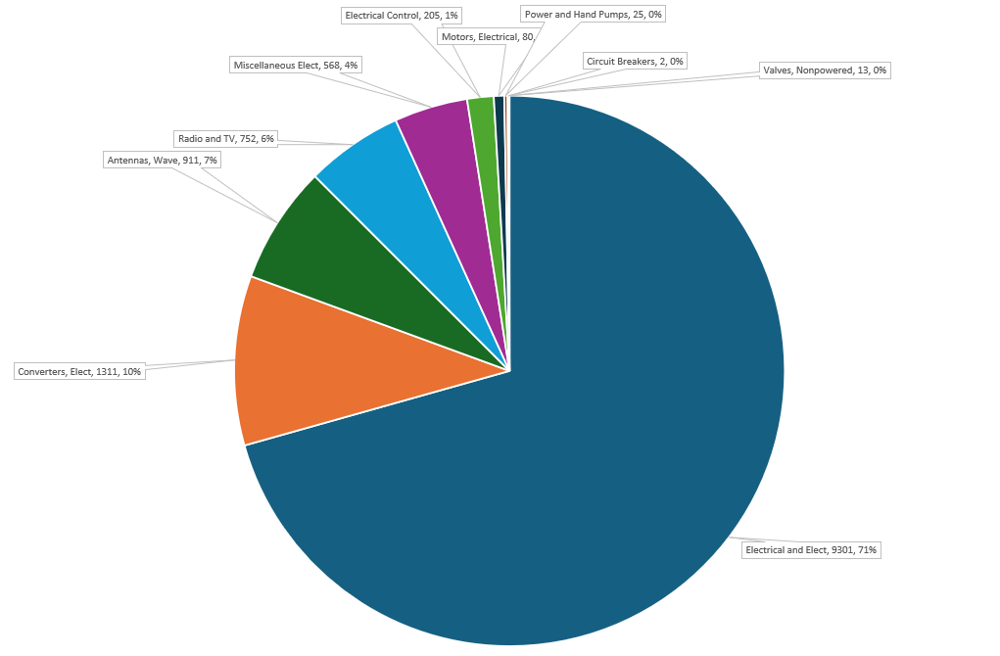 Electrical Control, 205, 1%
Power and Hand Pumps, 25, 0%
Motors, Electrical, 80,
Circuit Breakers, 2, 0%
Miscellaneous Elect, 568, 4%
Valves, Nonpowered, 13, 0%
Radio and TV, 752, 6%
Antennas, Wave, 911, 7%
Converters, Elect, 1311, 10%
Electrical and Elect, 9301, 71%